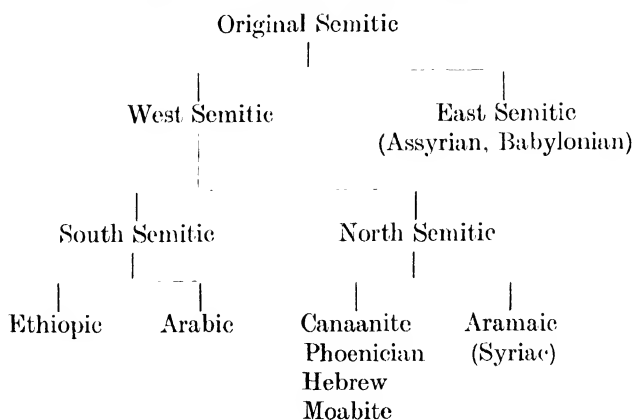 Original Semitic
West Semitic East Semitic
(Assyrian, Babylonian)
South Semitic North Semitic
Ethiopic Arabic Canaanite Aramaic
Phoenician (Syriac)
Hebrew
Moabite